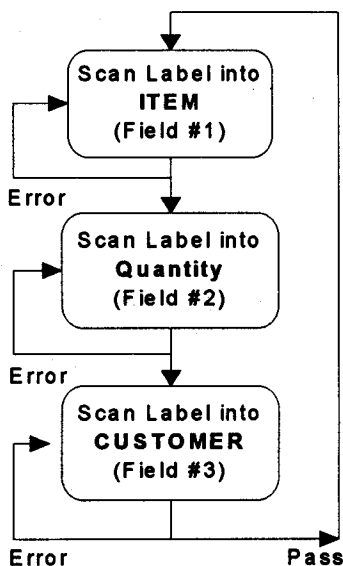 Scan Label into
ITEM
(Field #1)
Error
Scan Label into
Quantity
(Field #2)
Error
Scan Label into
CUSTOMER
(Field #3)
Error
Pass